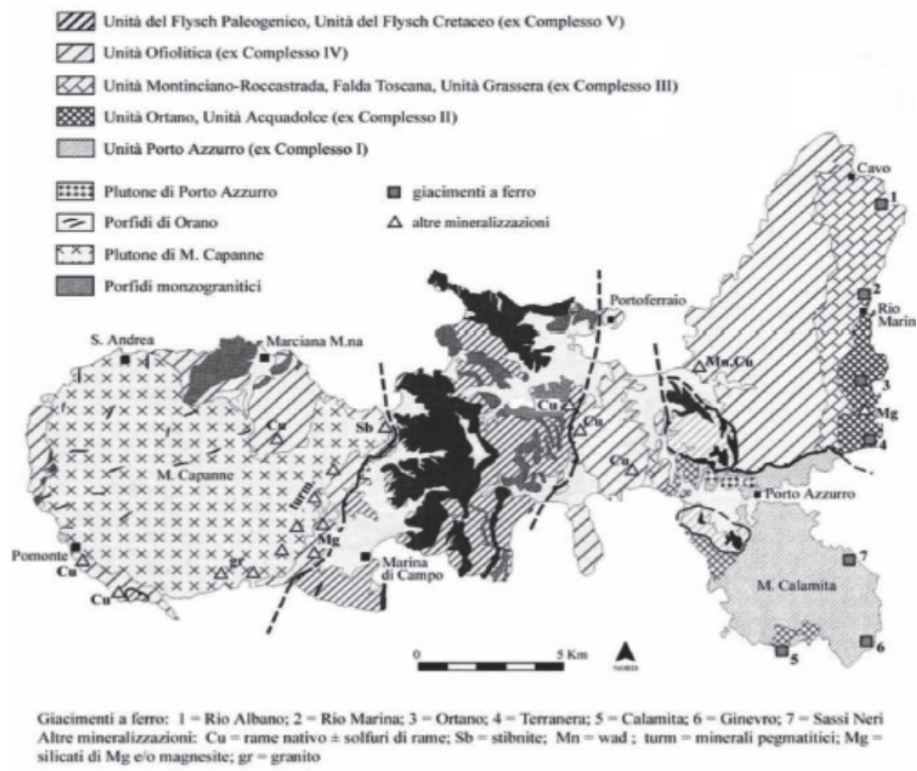 Unità del Flysch Paleogenico, Unità del Flysch Cretaceo (ex Complesso V)
Unità Ofiolitica (ex Complesso IV)
Unità Montinciano-Roccastrada, Falda Toscana, Unità Grassera (ex Complesso III)
Unità Ortano, Unità Acquadolce (ex Complesso II)
Unità Porto Azzurro (ex Complesso I)
Plutone di Porto Azzurro
giacimenti a ferro
Porfidi di Orano
altre mineralizzazioni
Plutone di M. Capanne
Porfidi monzogranitici
Cavo
1
2
Portoferraio
Rio
Marin
S. Andrea
Marciana M.na
Mn,Cu
3
Mg
Cu
Sb
Cu
Cu
4
Cu
M. Capanne
turm.
Porto Azzurro
Mg
Pomonte
Cu
gr
Marina
di Campo
7
M. Calamita
Cu
0
5 Km
NORD
5
6
Giacimenti a ferro: 1 = Rio Albano; 2 = Rio Marina; 3 = Ortano; 4 = Terranera; 5 = Calamita; 6 = Ginevro; 7 = Sassi Neri
Altre mineralizzazioni: Cu = rame nativo ± solfuri di rame; Sb = stibnite; Mn = wad ; turm = minerali pegmatitici; Mg =
silicati di Mg e/o magnesite; gr = granito